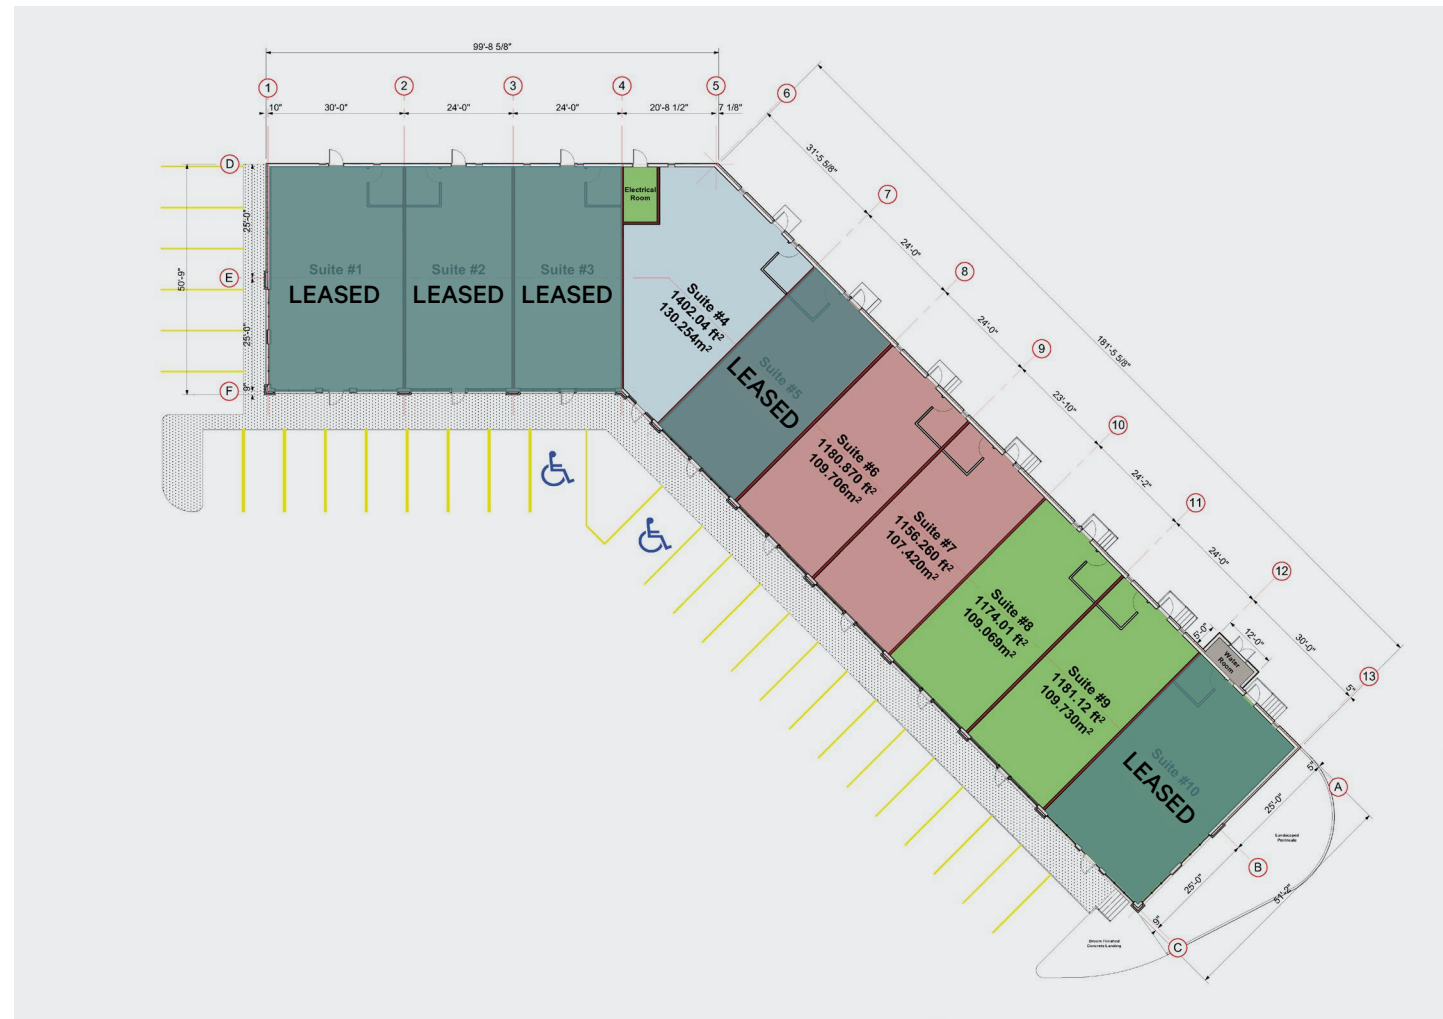 99'-8 5/8"
1
2
3
4
5
6
10"
30'-0"
24'-0"
24'-0"
20'-8 1/2"
7 1/8"
31'-5 5/8"
7
24'-0"
8
24'-0"
9
181'-5 5/8"
23'-10"
10
24'-2"
11
24'-0"
12
30'-0"
13
5"
D
E
F
25'-0"
50'-9"
25'-0"
9"
Electrical
Room
Suite #1
LEASED
Suite #2
LEASED
Suite #3
LEASED
Suite #4
1402.04 ft²
130.254m²
Suite #5
LEASED
Suite #6
1180.870 ft²
109.706m²
Suite #7
1156.260 ft²
107.420m²
Suite #8
1174.01 ft²
109.069m²
Suite #9
1181.12 ft²
109.730m²
Suite #10
LEASED
12'-0"
Water
Room
5"
A
25'-0"
B
25'-0"
51'-2"
C
Landscaped
Concrete Landing